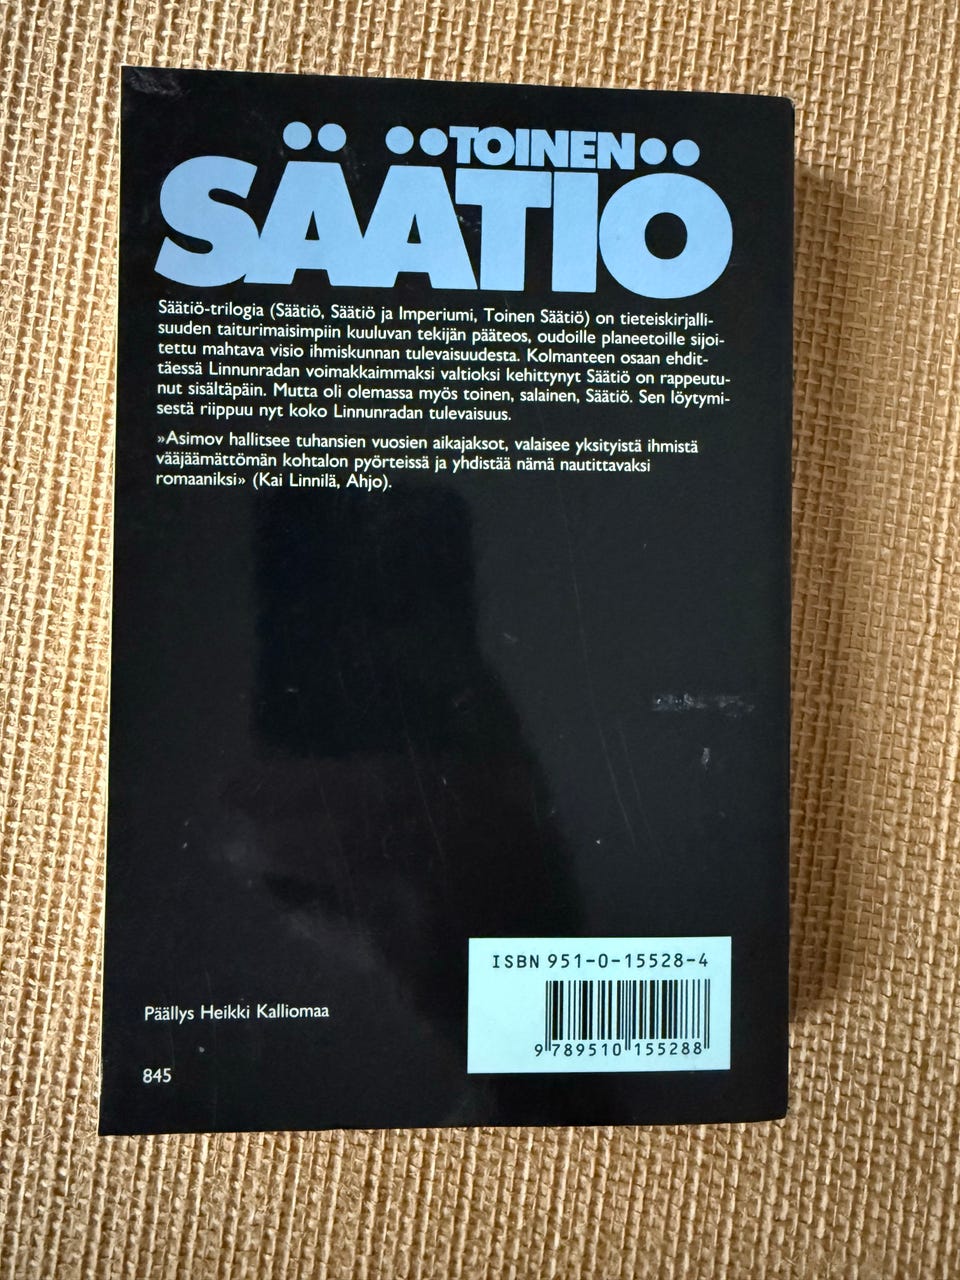 TOINEN
SÄÄTIÖ
Säätiö-trilogia (Säätiö, Säätiö ja Imperiumi, Toinen Säätiö) on tieteiskirjalli-
suuden taiturimaisimpiin kuuluvan tekijän pääteos, oudoille planeetoille sijoi-
tettu mahtava visio ihmiskunnan tulevaisuudesta. Kolmanteen osaan ehdit-
täessä Linnunradan voimakkaimmaksi valtioksi kehittynyt Säätiö on rappeutu-
nut sisältäpäin. Mutta oli olemassa myös toinen, salainen, Säätiö. Sen löytymi-
sestä riippuu nyt koko Linnunradan tulevaisuus.
»Asimov hallitsee tuhansien vuosien aikajaksot, valaisee yksityistä ihmistä
vääjäämättömän kohtalon pyörteissä ja yhdistää nämä nautittavaksi
romaaniksi» (Kai Linnilä, Ahjo).
ISBN 951-0-15528-4
9 789510 155288
Päällys Heikki Kalliomaa
845